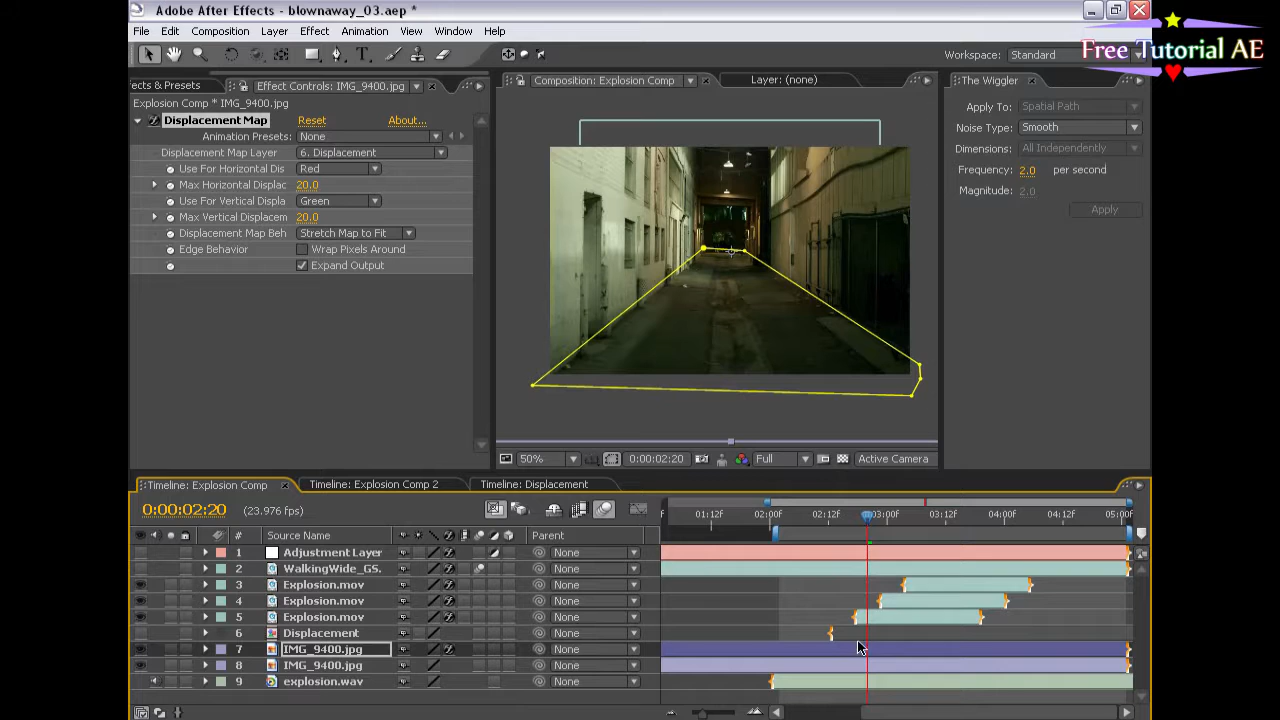 Adobe After Effects - blownaway_03.aep *
File Edit Composition Layer Effect Animation View Window Help
Free Tutorial AE
Workspace: Standard
ects & Presets Effect Controls: IMG_9400.jpg
Composition: Explosion Comp Layer: (none)
The Wiggler
Explosion Comp * IMG_9400.jpg
Displacement Map Reset About...
Animation Presets: None
Displacement Map Layer 6. Displacement
Use For Horizontal Dis Red
Max Horizontal Displac 20.0
Use For Vertical Displa Green
Max Vertical Displacem 20.0
Displacement Map Beh Stretch Map to Fit
Edge Behavior Wrap Pixels Around
Expand Output
Apply To: Spatial Path
Noise Type: Smooth
Dimensions: All Independently
Frequency: 2.0 per second
Magnitude: 2.0
Apply
50% 0:00:02:20 Full Active Camera
Timeline: Explosion Comp Timeline: Explosion Comp 2 Timeline: Displacement
0:00:02:20 (23.976 fps)
F 01:12F 02:00F 02:12F 03:00F 03:12F 04:00F 04:12F 05:00F
# Source Name Parent
1 Adjustment Layer None
2 WalkingWide_GS. None
3 Explosion.mov None
4 Explosion.mov None
5 Explosion.mov None
6 Displacement None
7 IMG_9400.jpg None
8 IMG_9400.jpg None
9 explosion.wav None